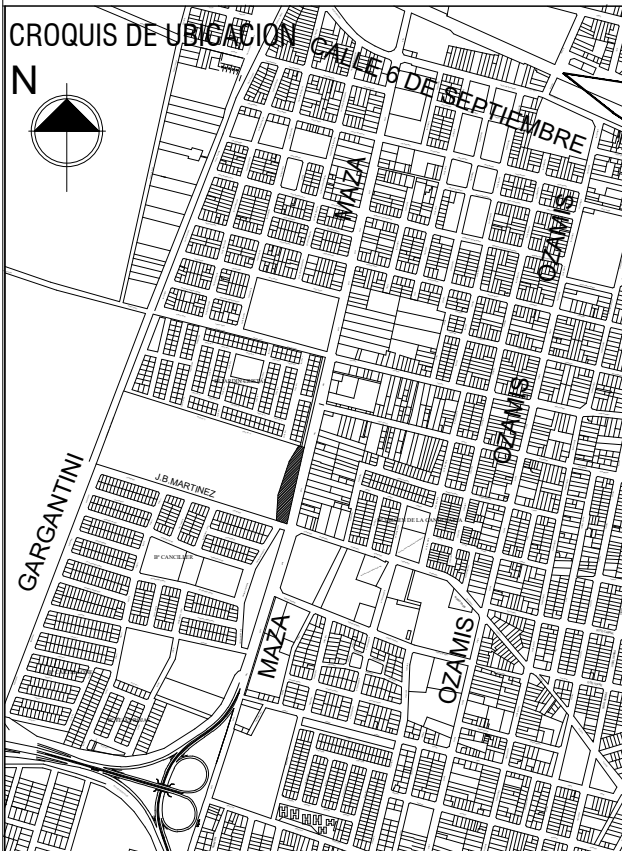 CROQUIS DE UBICACION
N
CALLE 6 DE SEPTIEMBRE
MAZA
OZAMIS
OZAMIS
GARGANTINI
J.B.MARTINEZ
Bº CANCILLER
MAZA
OZAMIS